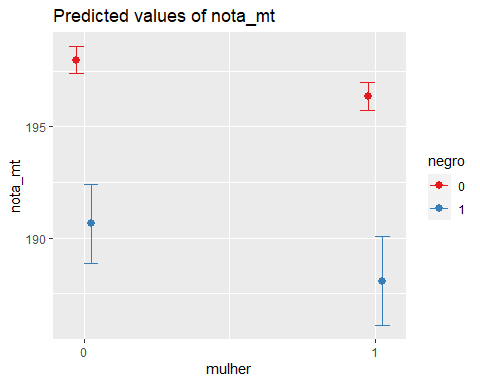 Predicted values of nota_mt
195
190
nota_mt
0
1
mulher
negro
0
1